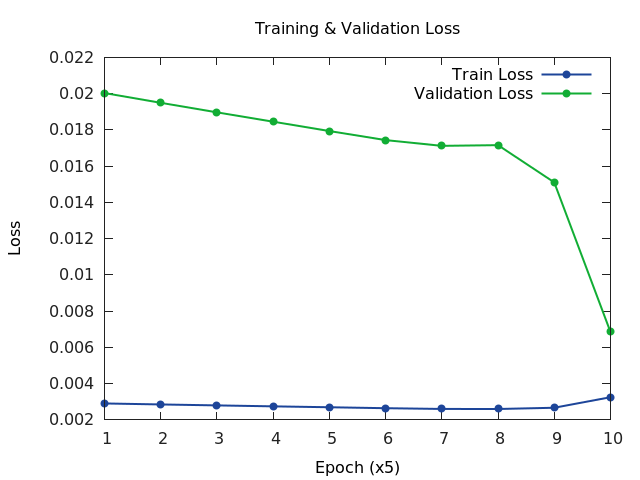 Training & Validation Loss
Train Loss
Validation Loss
0.022
0.02
0.018
0.016
0.014
0.012
0.01
0.008
0.006
0.004
0.002
Loss
1 2 3 4 5 6 7 8 9 10
Epoch (x5)